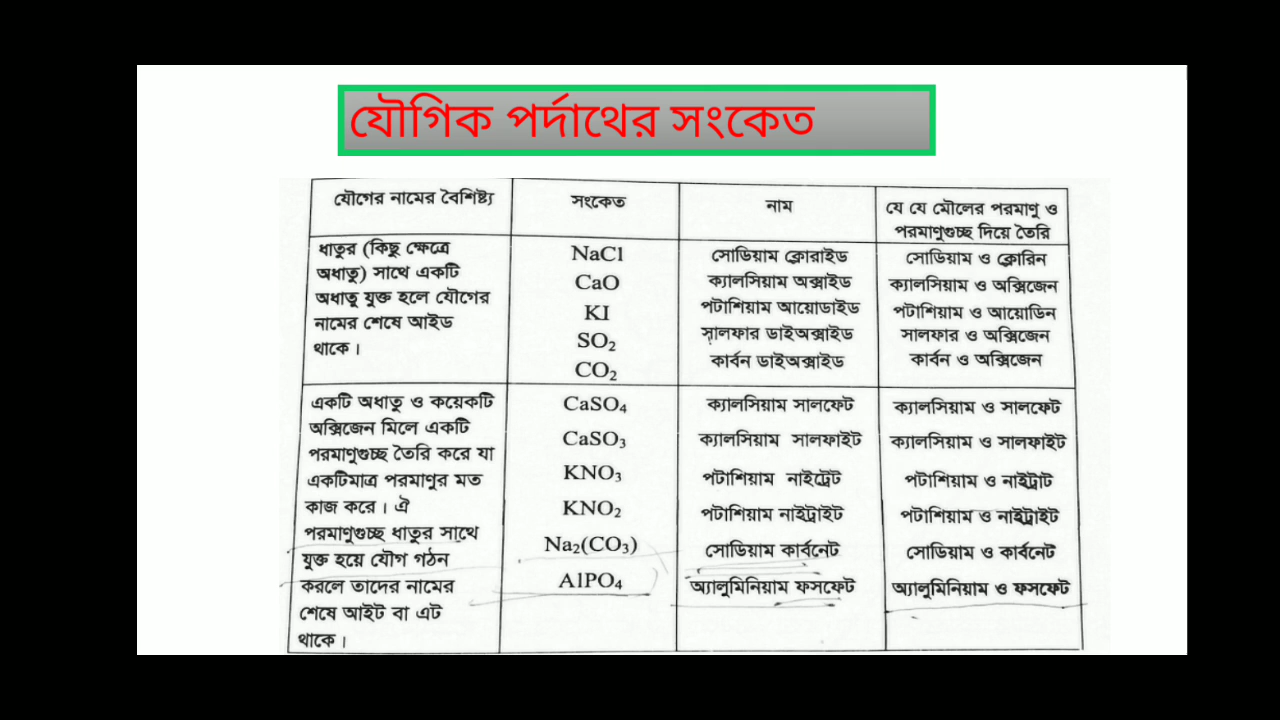 যৌগিক পর্দাথের সংকেত
যৌগের নামের বৈশিষ্ট্য
সংকেত
নাম
যে যে মৌলের পরমাণু ও
পরমাণুগুচ্ছ দিয়ে তৈরি
ধাতুর (কিছু ক্ষেত্রে
অধাতু) সাথে একটি
অধাতু যুক্ত হলে যৌগের
নামের শেষে আইড
থাকে।
NaCl
CaO
KI
SO₂
CO₂
সোডিয়াম ক্লোরাইড
ক্যালসিয়াম অক্সাইড
পটাশিয়াম আয়োডাইড
সালফার ডাইঅক্সাইড
কার্বন ডাইঅক্সাইড
সোডিয়াম ও ক্লোরিন
ক্যালসিয়াম ও অক্সিজেন
পটাশিয়াম ও আয়োডিন
সালফার ও অক্সিজেন
কার্বন ও অক্সিজেন
একটি অধাতু ও কয়েকটি
অক্সিজেন মিলে একটি
পরমাণুগুচ্ছ তৈরি করে যা
একটিমাত্র পরমাণুর মত
কাজ করে। ঐ
পরমাণুগুচ্ছ ধাতুর সাথে
যুক্ত হয়ে যৌগ গঠন
করলে তাদের নামের
শেষে আইট বা এট
থাকে।
CaSO₄
CaSO₃
KNO₃
KNO₂
Na₂(CO₃)
AlPO₄
ক্যালসিয়াম সালফেট
ক্যালসিয়াম সালফাইট
পটাশিয়াম নাইট্রেট
পটাশিয়াম নাইট্রাইট
সোডিয়াম কার্বনেট
অ্যালুমিনিয়াম ফসফেট
ক্যালসিয়াম ও সালফেট
ক্যালসিয়াম ও সালফাইট
পটাশিয়াম ও নাইট্রাট
পটাশিয়াম ও নাইট্রাইট
সোডিয়াম ও কার্বনেট
অ্যালুমিনিয়াম ও ফসফেট